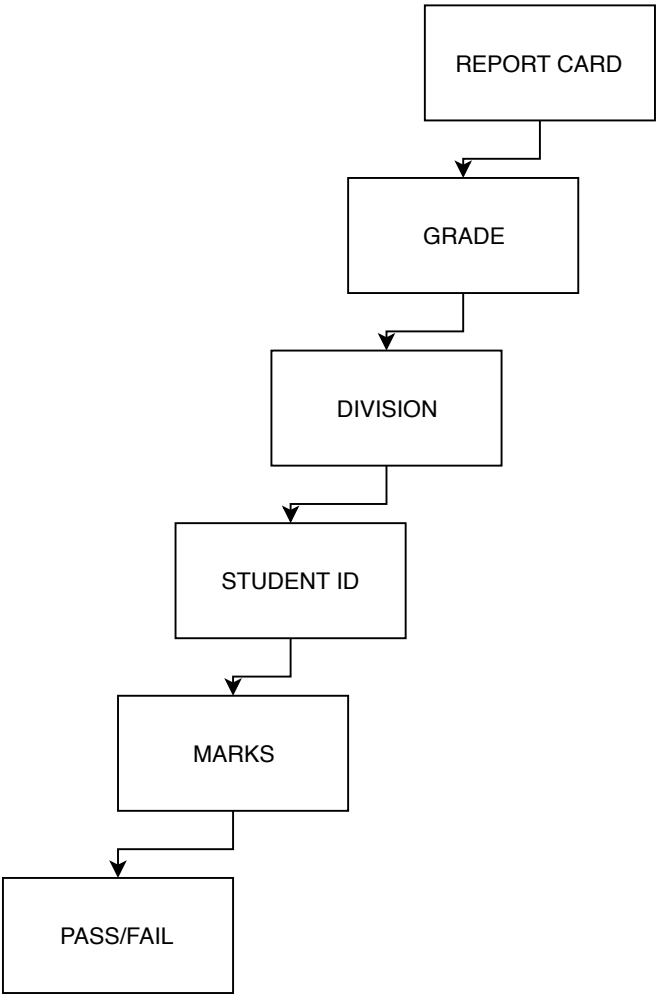 REPORT CARD
GRADE
DIVISION
STUDENT ID
MARKS
PASS/FAIL